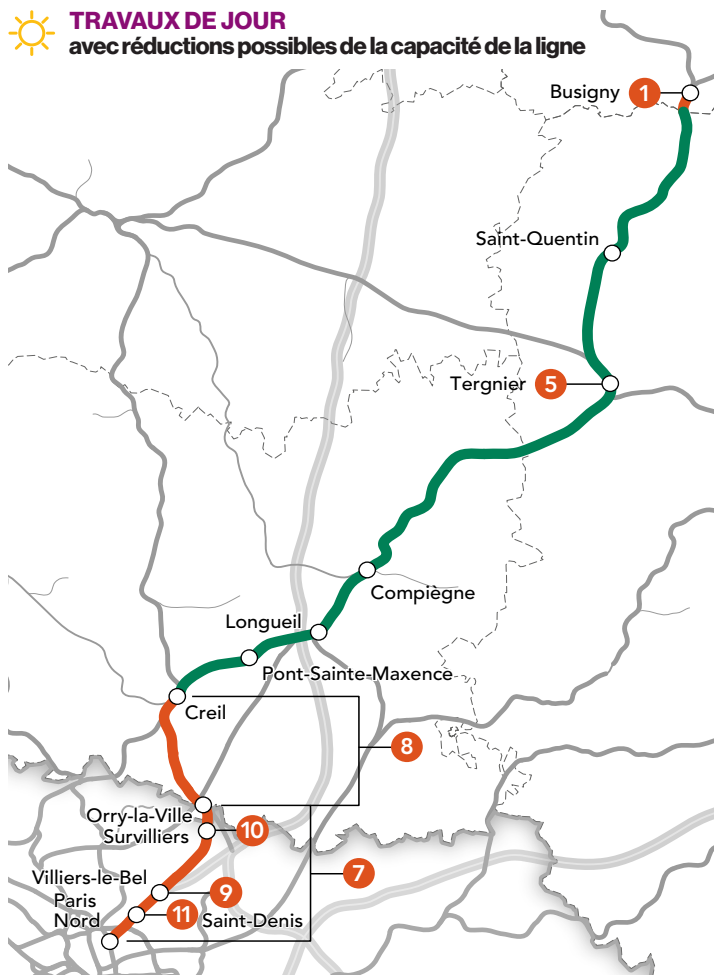 TRAVAUX DE JOUR
avec réductions possibles de la capacité de la ligne
Busigny 1
Saint-Quentin
Tergnier 5
Compiègne
Longueil
Pont-Sainte-Maxence
Creil
8
Orry-la-Ville
Survilliers 10
Villiers-le-Bel
9
7
Paris
Nord
11 Saint-Denis